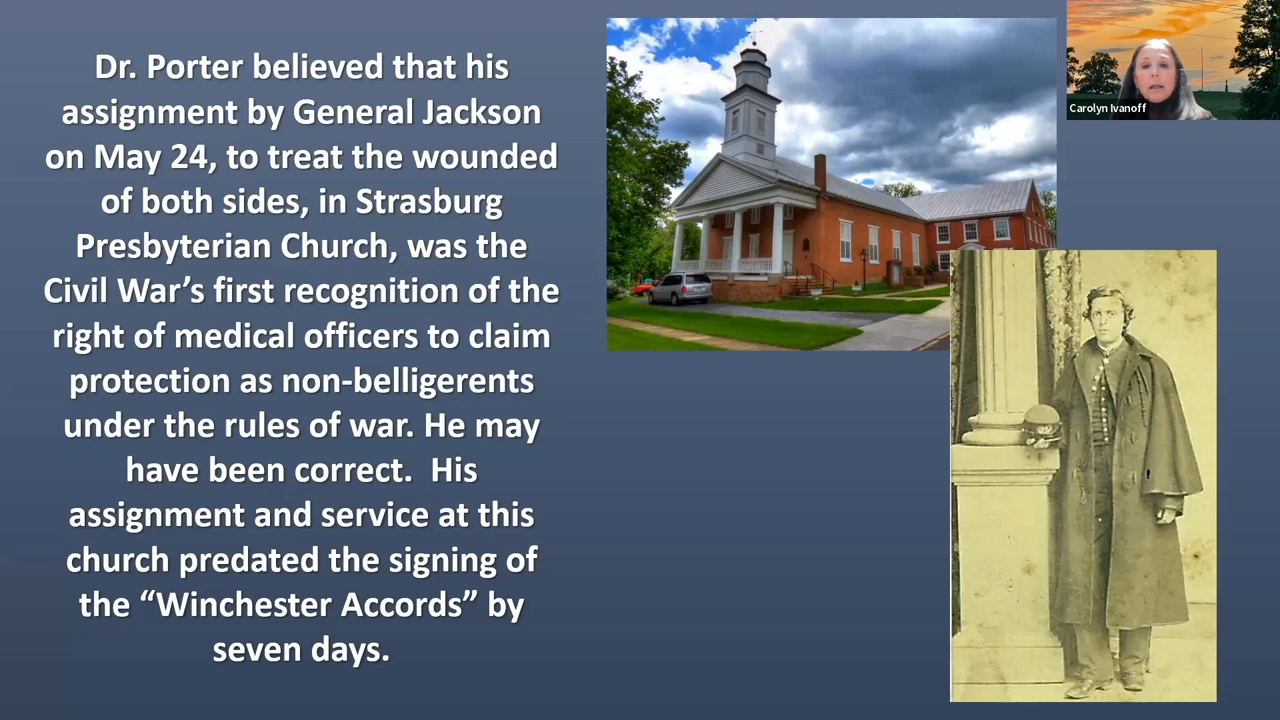 Dr. Porter believed that his
assignment by General Jackson
on May 24, to treat the wounded
of both sides, in Strasburg
Presbyterian Church, was the
Civil War’s first recognition of the
right of medical officers to claim
protection as non-belligerents
under the rules of war. He may
have been correct.  His
assignment and service at this
church predated the signing of
the “Winchester Accords” by
seven days.
Carolyn Ivanoff